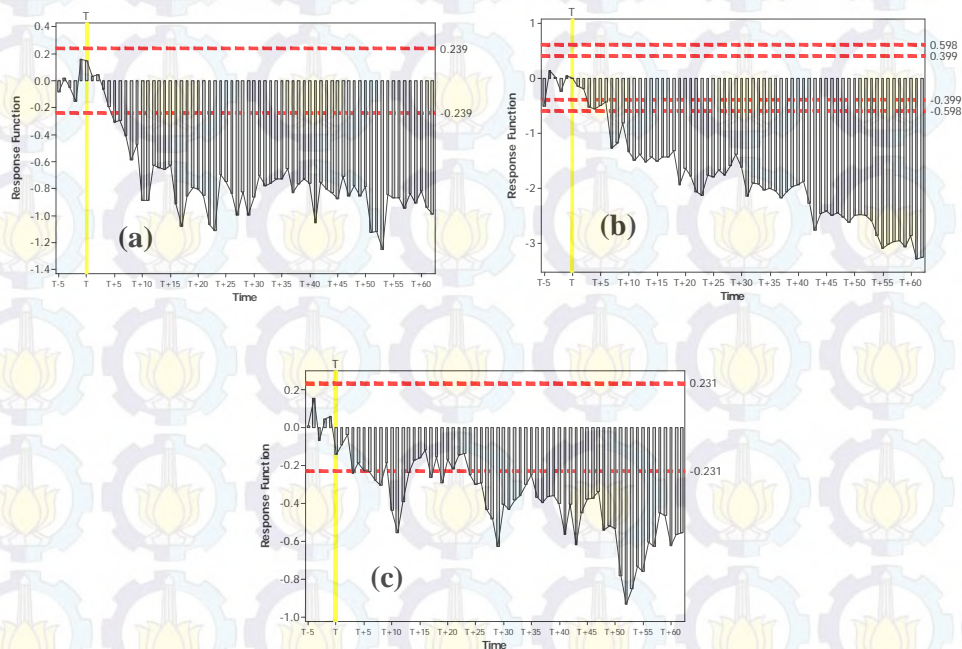 T
0.4
0.2
0.0
-0.2
-0.4
-0.6
-0.8
-1.0
-1.2
-1.4
Response Function
0.239
-0.239
(a)
T-5 T T+5 T+10 T+15 T+20 T+25 T+30 T+35 T+40 T+45 T+50 T+55 T+60
Time
T
1
0
-1
-2
-3
Response Function
0.598
0.399
-0.399
-0.598
(b)
T-5 T T+5 T+10 T+15 T+20 T+25 T+30 T+35 T+40 T+45 T+50 T+55 T+60
Time
T
0.2
0.0
-0.2
-0.4
-0.6
-0.8
-1.0
Response Function
0.231
-0.231
(c)
T-5 T T+5 T+10 T+15 T+20 T+25 T+30 T+35 T+40 T+45 T+50 T+55 T+60
Time